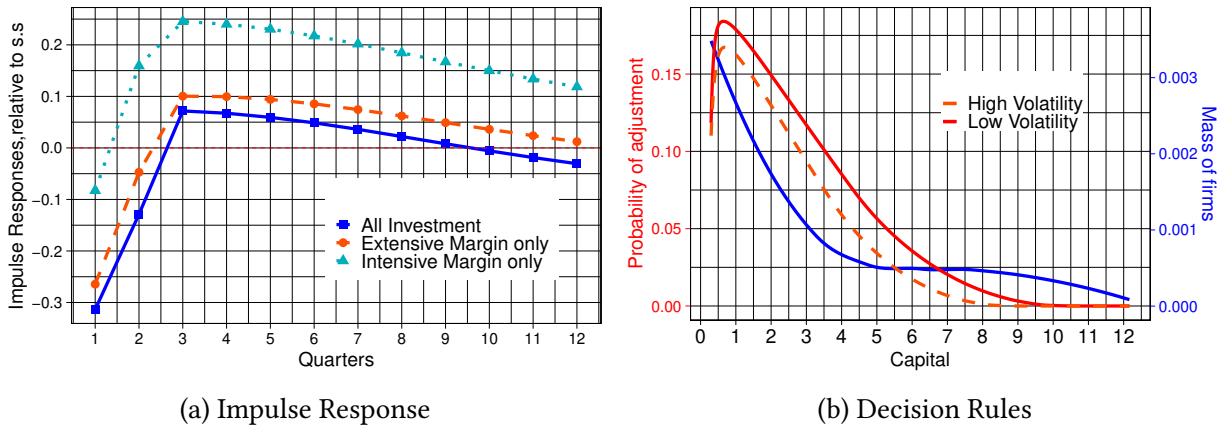 Impulse Responses,relative to s.s
0.2
0.1
0.0
−0.1
−0.2
−0.3
All Investment
Extensive Margin only
Intensive Margin only
1 2 3 4 5 6 7 8 9 10 11 12
Quarters
(a) Impulse Response
Probability of adjustment
0.15
0.10
0.05
0.00
High Volatility
Low Volatility
0.003
0.002
0.001
0.000
Mass of firms
0 1 2 3 4 5 6 7 8 9 10 11 12
Capital
(b) Decision Rules